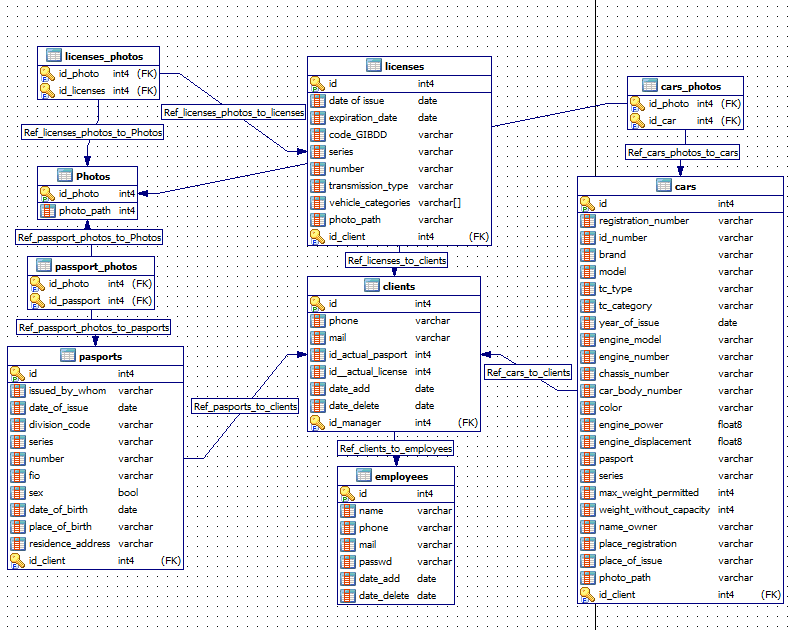 licenses_photos
id_photo int4 (FK)
id_licenses int4 (FK)
Ref_licenses_photos_to_licenses
Ref_licenses_photos_to_Photos
Photos
id_photo int4
photo_path int4
Ref_passport_photos_to_Photos
passport_photos
id_photo int4 (FK)
id_pasport int4 (FK)
Ref_passport_photos_to_pasports
pasports
id int4
issued_by_whom varchar
date_of_issue date
division_code varchar
series varchar
number varchar
fio varchar
sex bool
date_of_birth date
place_of_birth varchar
residence_address varchar
id_client int4 (FK)
Ref_pasports_to_clients
licenses
id int4
date of issue date
expiration_date date
code_GIBDD varchar
series varchar
number varchar
transmission_type varchar
vehicle_categories varchar[]
photo_path varchar
id_client int4 (FK)
Ref_licenses_to_clients
clients
id int4
phone varchar
mail varchar
id_actual_pasport int4
id__actual_license int4
date_add date
date_delete date
id_manager int4 (FK)
Ref_clients_to_employees
employees
id int4
name varchar
phone varchar
mail varchar
passwd varchar
date_add date
date_delete date
Ref_cars_to_clients
cars_photos
id_photo int4 (FK)
id_car int4 (FK)
Ref_cars_photos_to_cars
cars
id int4
registration_number varchar
id_number varchar
brand varchar
model varchar
tc_type varchar
tc_category varchar
year_of_issue date
engine_model varchar
engine_number varchar
chassis_number varchar
car_body_number varchar
color varchar
engine_power float8
engine_displacement float8
pasport varchar
series varchar
max_weight_permitted int4
weight_without_capacity int4
name_owner varchar
place_registration varchar
place_of_issue varchar
photo_path varchar
id_client int4 (FK)